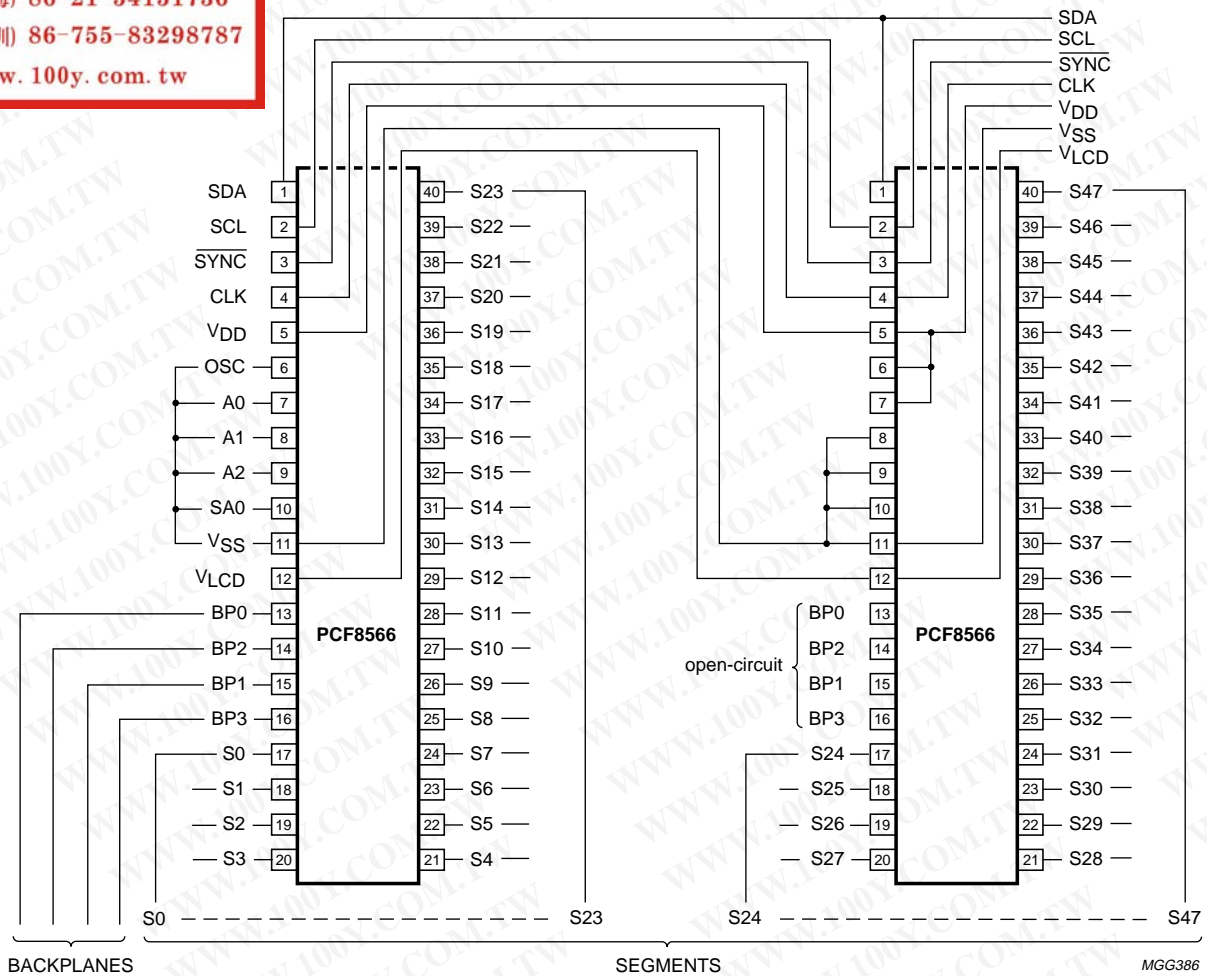 86-21-54151736
86-755-83298787
w. 100y. com. tw
SDA
SCL
SYNC
CLK
VDD
VSS
VLCD
SDA 1 40 S23
SCL 2 39 S22
SYNC 3 38 S21
CLK 4 37 S20
VDD 5 36 S19
OSC 6 35 S18
A0 7 34 S17
A1 8 33 S16
A2 9 32 S15
SA0 10 31 S14
VSS 11 30 S13
VLCD 12 29 S12
BP0 13 28 S11
BP2 14 27 S10
BP1 15 26 S9
BP3 16 25 S8
S0 17 24 S7
S1 18 23 S6
S2 19 22 S5
S3 20 21 S4
PCF8566
1 40 S47
2 39 S46
3 38 S45
4 37 S44
5 36 S43
6 35 S42
7 34 S41
8 33 S40
9 32 S39
10 31 S38
11 30 S37
12 29 S36
BP0 13 28 S35
BP2 14 27 S34
BP1 15 26 S33
BP3 16 25 S32
S24 17 24 S31
S25 18 23 S30
S26 19 22 S29
S27 20 21 S28
open-circuit
PCF8566
S0 S23 S24 S47
BACKPLANES SEGMENTS MGG386
WWW.100Y.COM.TW